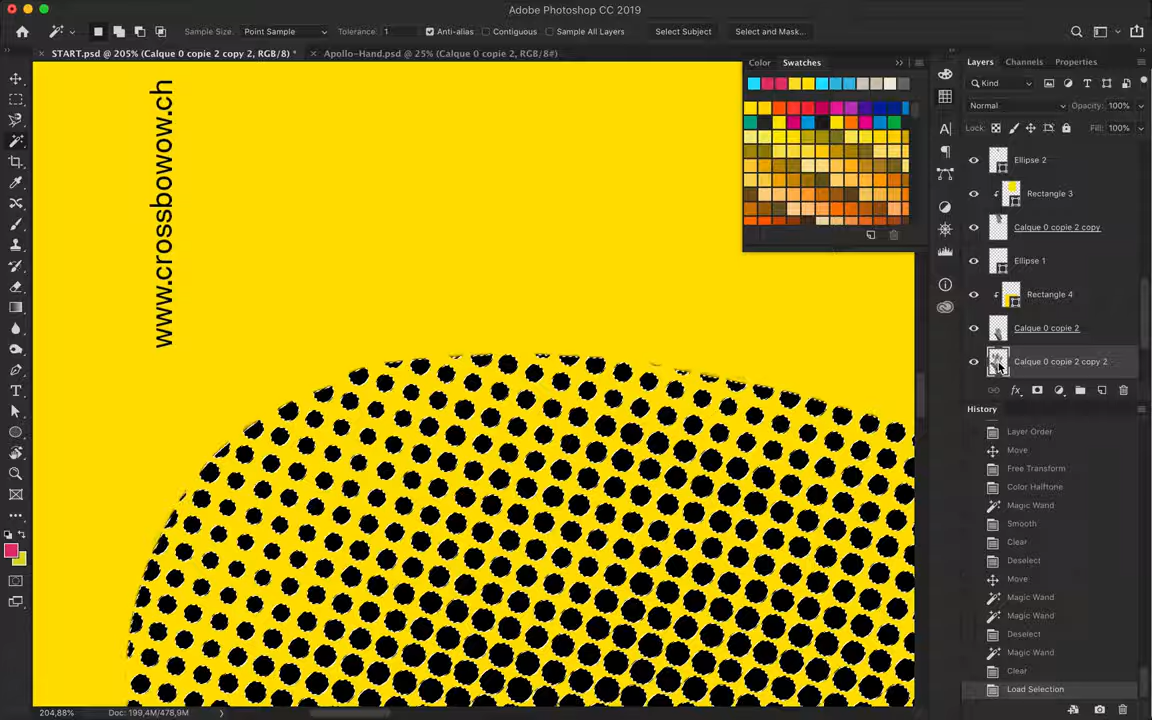 Adobe Photoshop CC 2019
Sample Size: Point Sample Tolerance: 1 Anti-alias Contiguous Sample All Layers Select Subject Select and Mask...
START.psd @ 205% (Calque 0 copie 2 copy 2, RGB/8) *
Apollo-Hand.psd @ 25% (Calque 0 copie 2, RGB/8#)
www.crossbowow.ch
Color Swatches
Layers Channels Properties
Kind
Normal Opacity: 100%
Lock: Fill: 100%
Ellipse 2
Rectangle 3
Calque 0 copie 2 copy
Ellipse 1
Rectangle 4
Calque 0 copie 2
Calque 0 copie 2 copy 2
History
Layer Order
Move
Free Transform
Color Halftone
Magic Wand
Smooth
Clear
Deselect
Move
Magic Wand
Magic Wand
Deselect
Magic Wand
Clear
Load Selection
204,88% Doc: 199,4M/478,9M